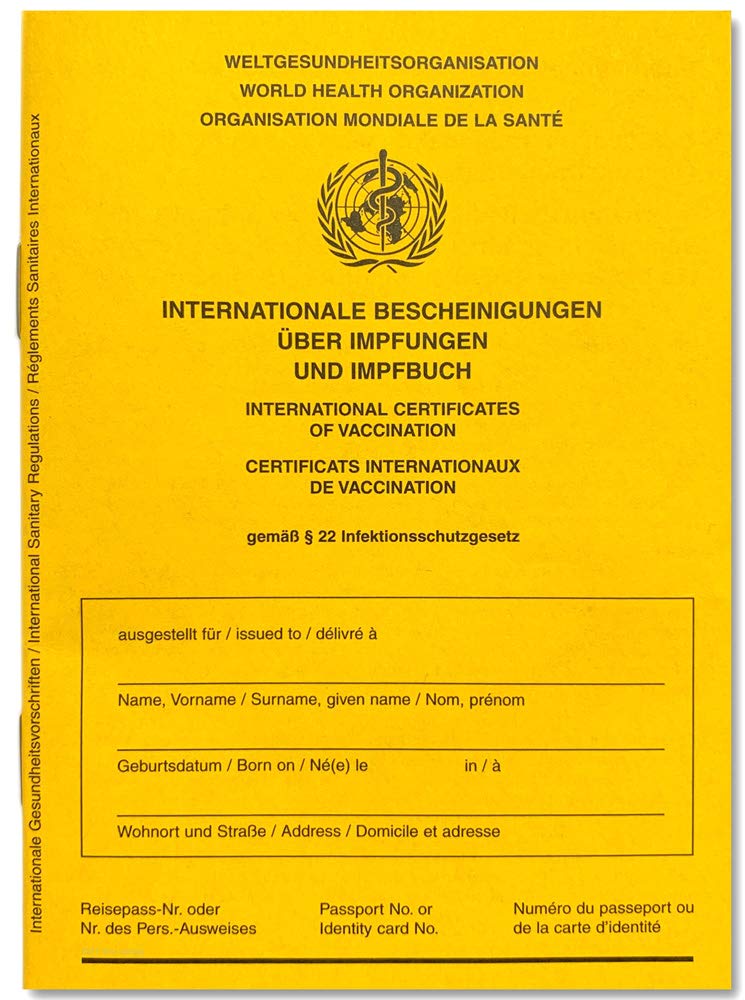 WELTGESUNDHEITSORGANISATION
WORLD HEALTH ORGANIZATION
ORGANISATION MONDIALE DE LA SANTÉ
INTERNATIONALE BESCHEINIGUNGEN
ÜBER IMPFUNGEN
UND IMPFBUCH
INTERNATIONAL CERTIFICATES
OF VACCINATION
CERTIFICATS INTERNATIONAUX
DE VACCINATION
gemäß § 22 Infektionsschutzgesetz
ausgestellt für / issued to / délivré à
Name, Vorname / Surname, given name / Nom, prénom
Geburtsdatum / Born on / Né(e) le in / à
Wohnort und Straße / Address / Domicile et adresse
Reisepass-Nr. oder
Nr. des Pers.-Ausweises
Passport No. or
Identity card No.
Numéro du passeport ou
de la carte d'identité
Internationale Gesundheitsvorschriften / International Sanitary Regulations / Réglements Sanitaires Internationaux